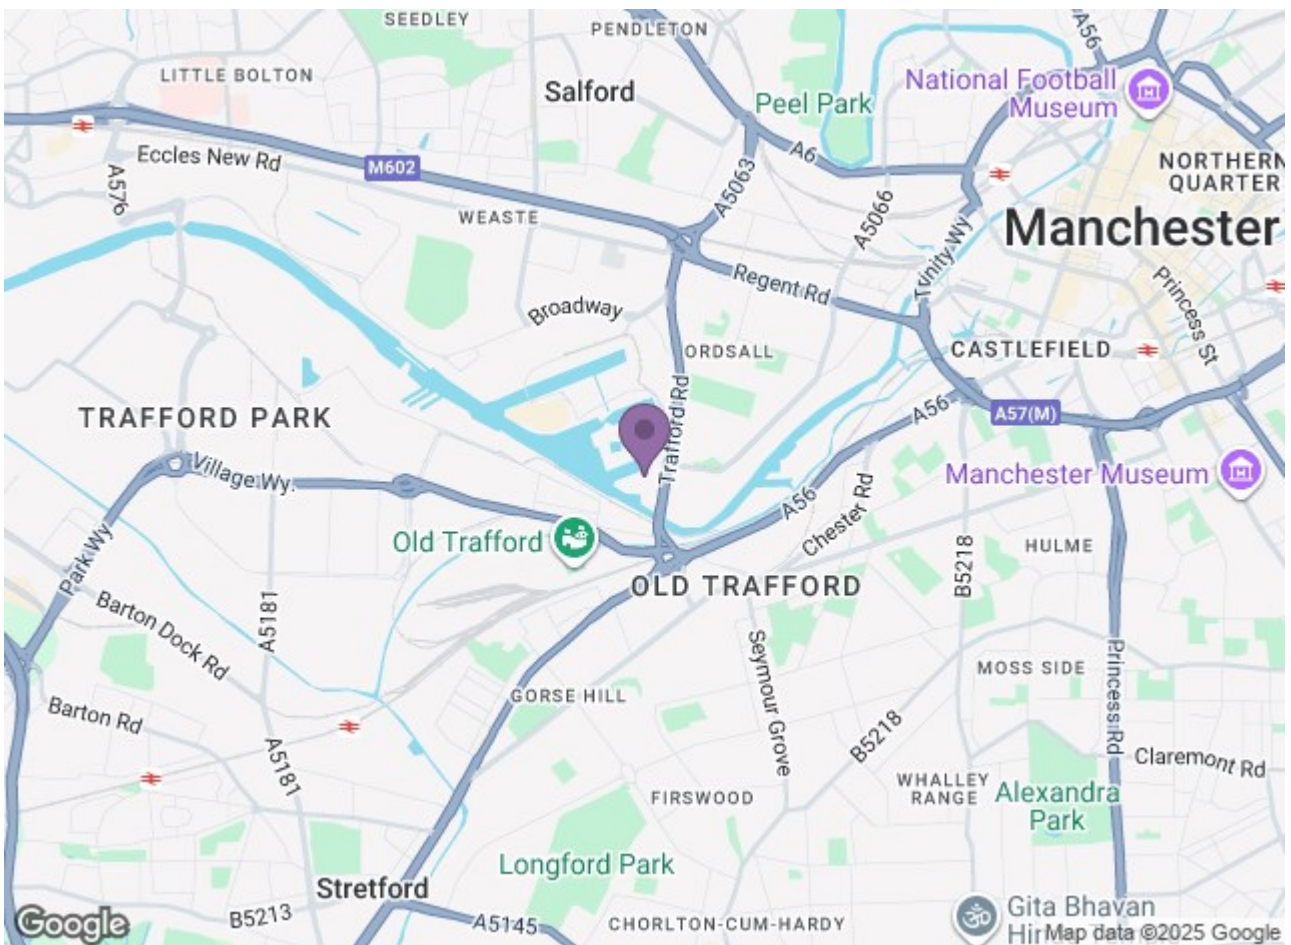 SEEDLEY
PENDLETON
A56
LITTLE BOLTON
Salford
Peel Park
National Football
Museum
Eccles New Rd
A576
M602
A5063
A6
A5066
NORTHERN
QUARTER
WEASTE
Manchester
Trinity Wy
Regent Rd
Princess St
Broadway
ORDSALL
CASTLEFIELD
TRAFFORD PARK
Trafford Rd
A56
A57(M)
Village Wy.
Manchester Museum
A56
Chester Rd
Old Trafford
Park Wy
OLD TRAFFORD
B5218
HULME
Barton Dock Rd
A5181
Seymour Grove
MOSS SIDE
Princess Rd
GORSE HILL
Barton Rd
B5218
A5181
Claremont Rd
FIRSWOOD
WHALLEY
RANGE
Alexandra
Park
Longford Park
Stretford
B5213
A5145
CHORLTON-CUM-HARDY
Gita Bhavan
Google
Map data ©2025 Google